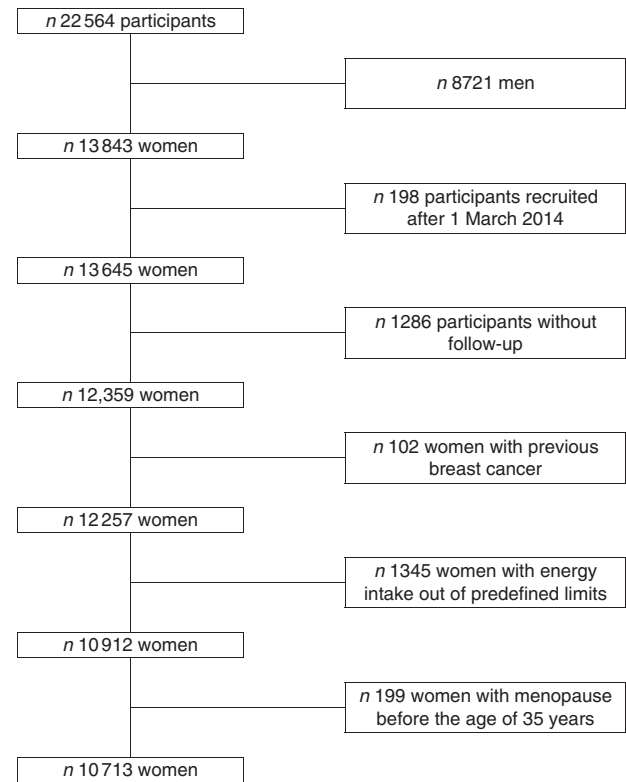 n 22 564 participants
n 8721 men
n 13 843 women
n 198 participants recruited
after 1 March 2014
n 13 645 women
n 1286 participants without
follow-up
n 12,359 women
n 102 women with previous
breast cancer
n 12 257 women
n 1345 women with energy
intake out of predefined limits
n 10 912 women
n 199 women with menopause
before the age of 35 years
n 10 713 women